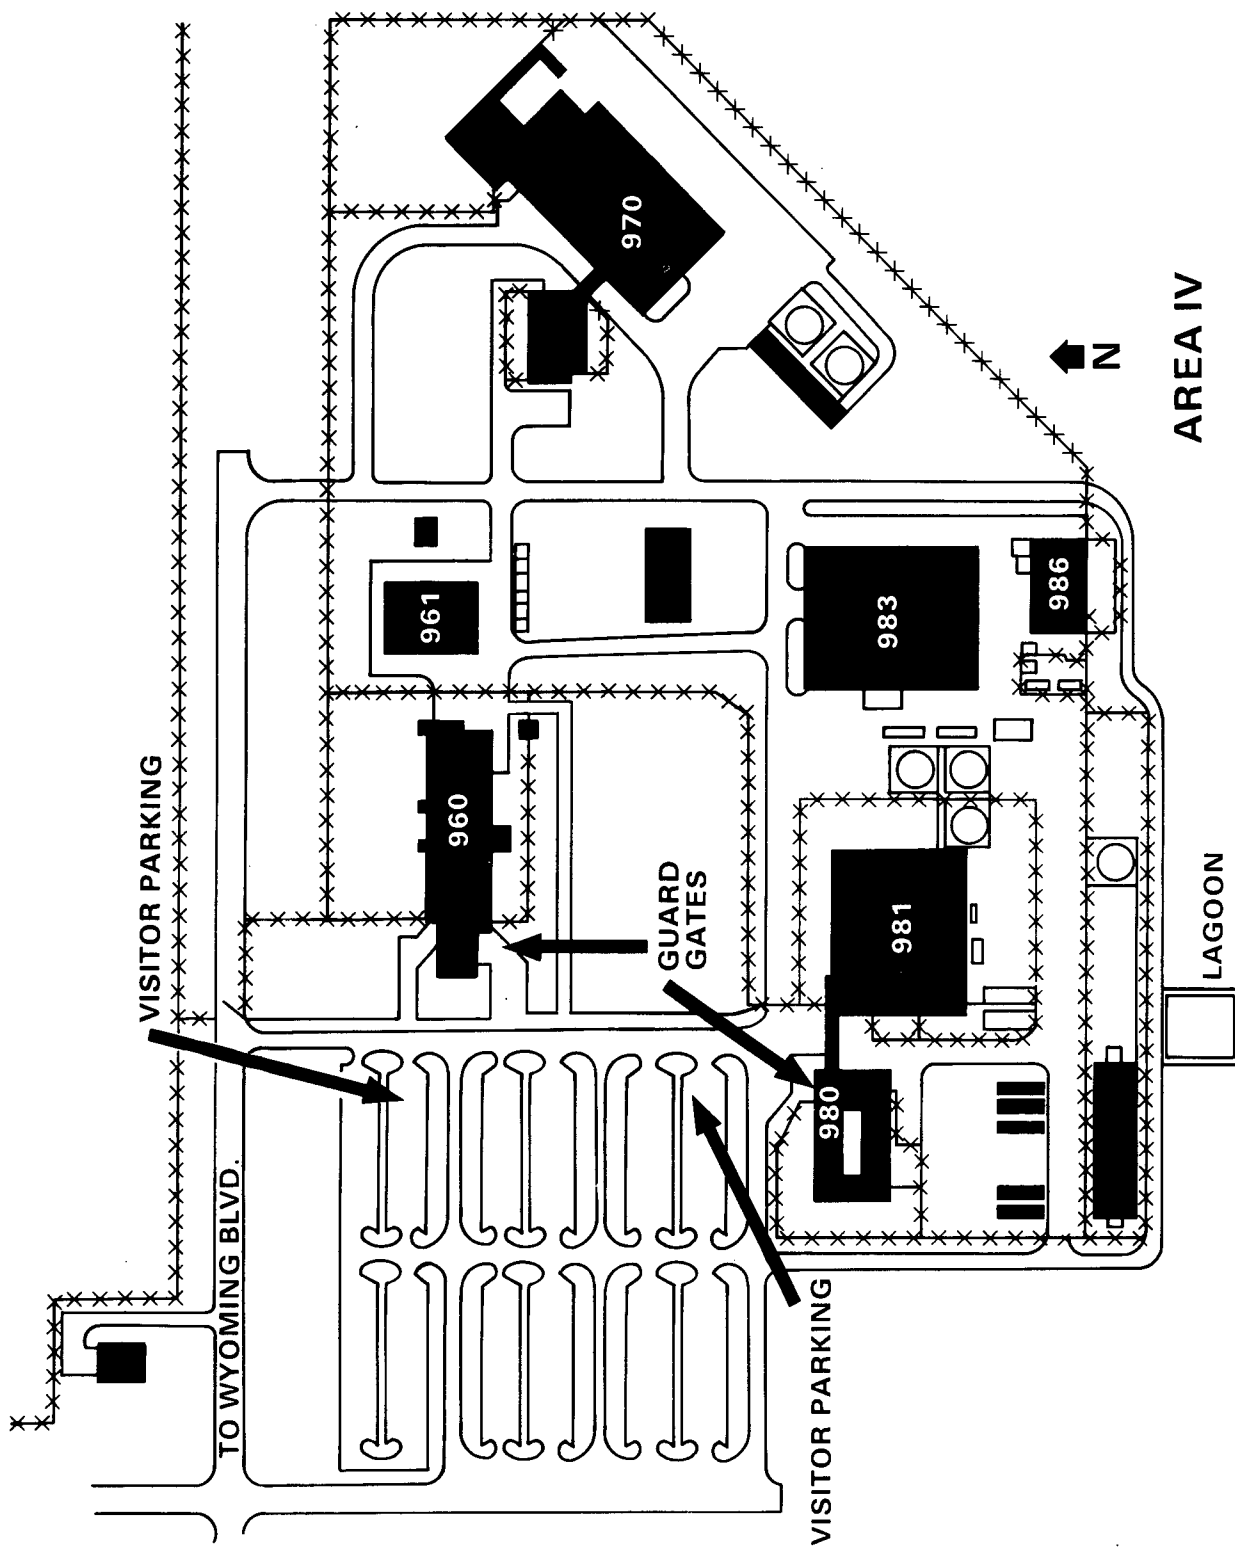 VISITOR PARKING
TO WYOMING BLVD.
960
961
970
GUARD
GATES
VISITOR PARKING
980
981
983
986
LAGOON
N
AREA IV